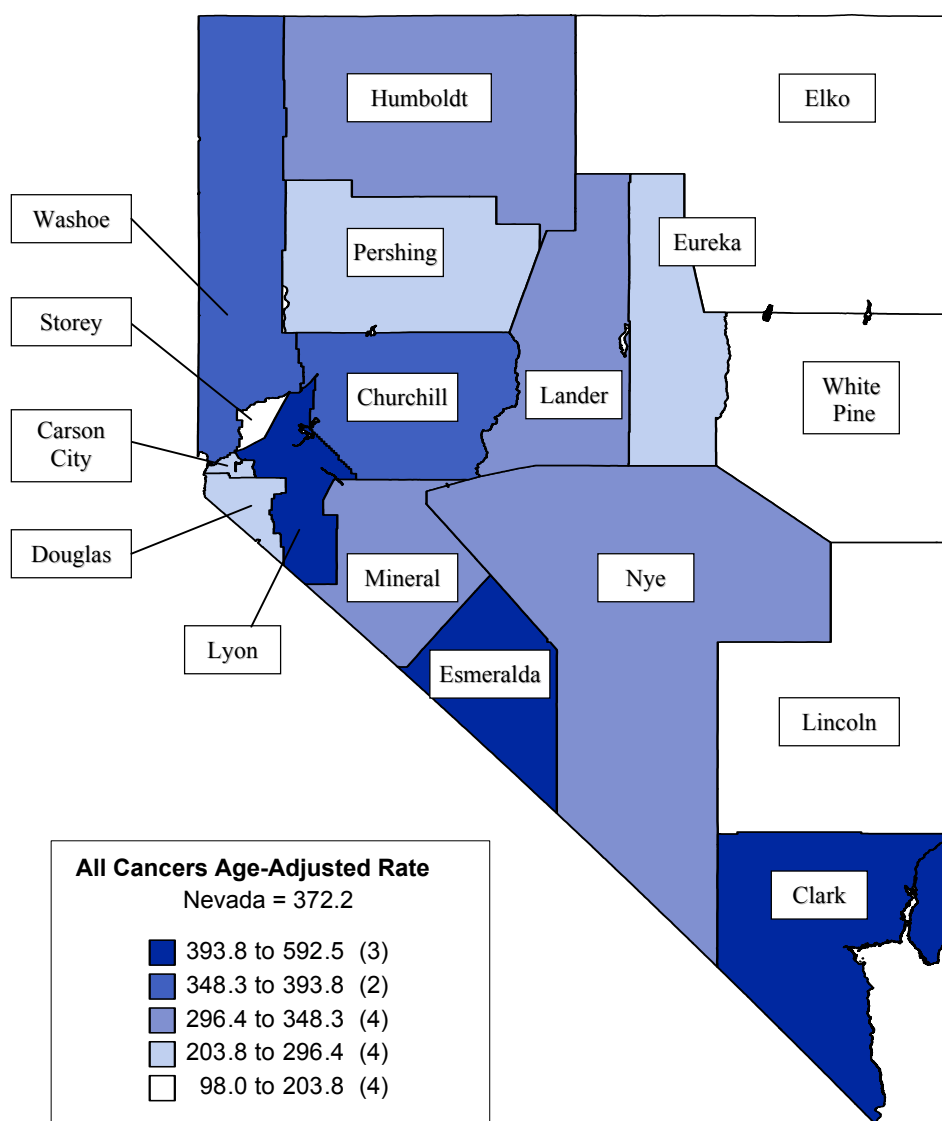 Humboldt
Elko
Washoe
Pershing
Eureka
Storey
Churchill
Lander
White
Pine
Carson
City
Douglas
Mineral
Nye
Lyon
Esmeralda
Lincoln
Clark
All Cancers Age-Adjusted Rate
Nevada = 372.2
393.8 to 592.5 (3)
348.3 to 393.8 (2)
296.4 to 348.3 (4)
203.8 to 296.4 (4)
98.0 to 203.8 (4)